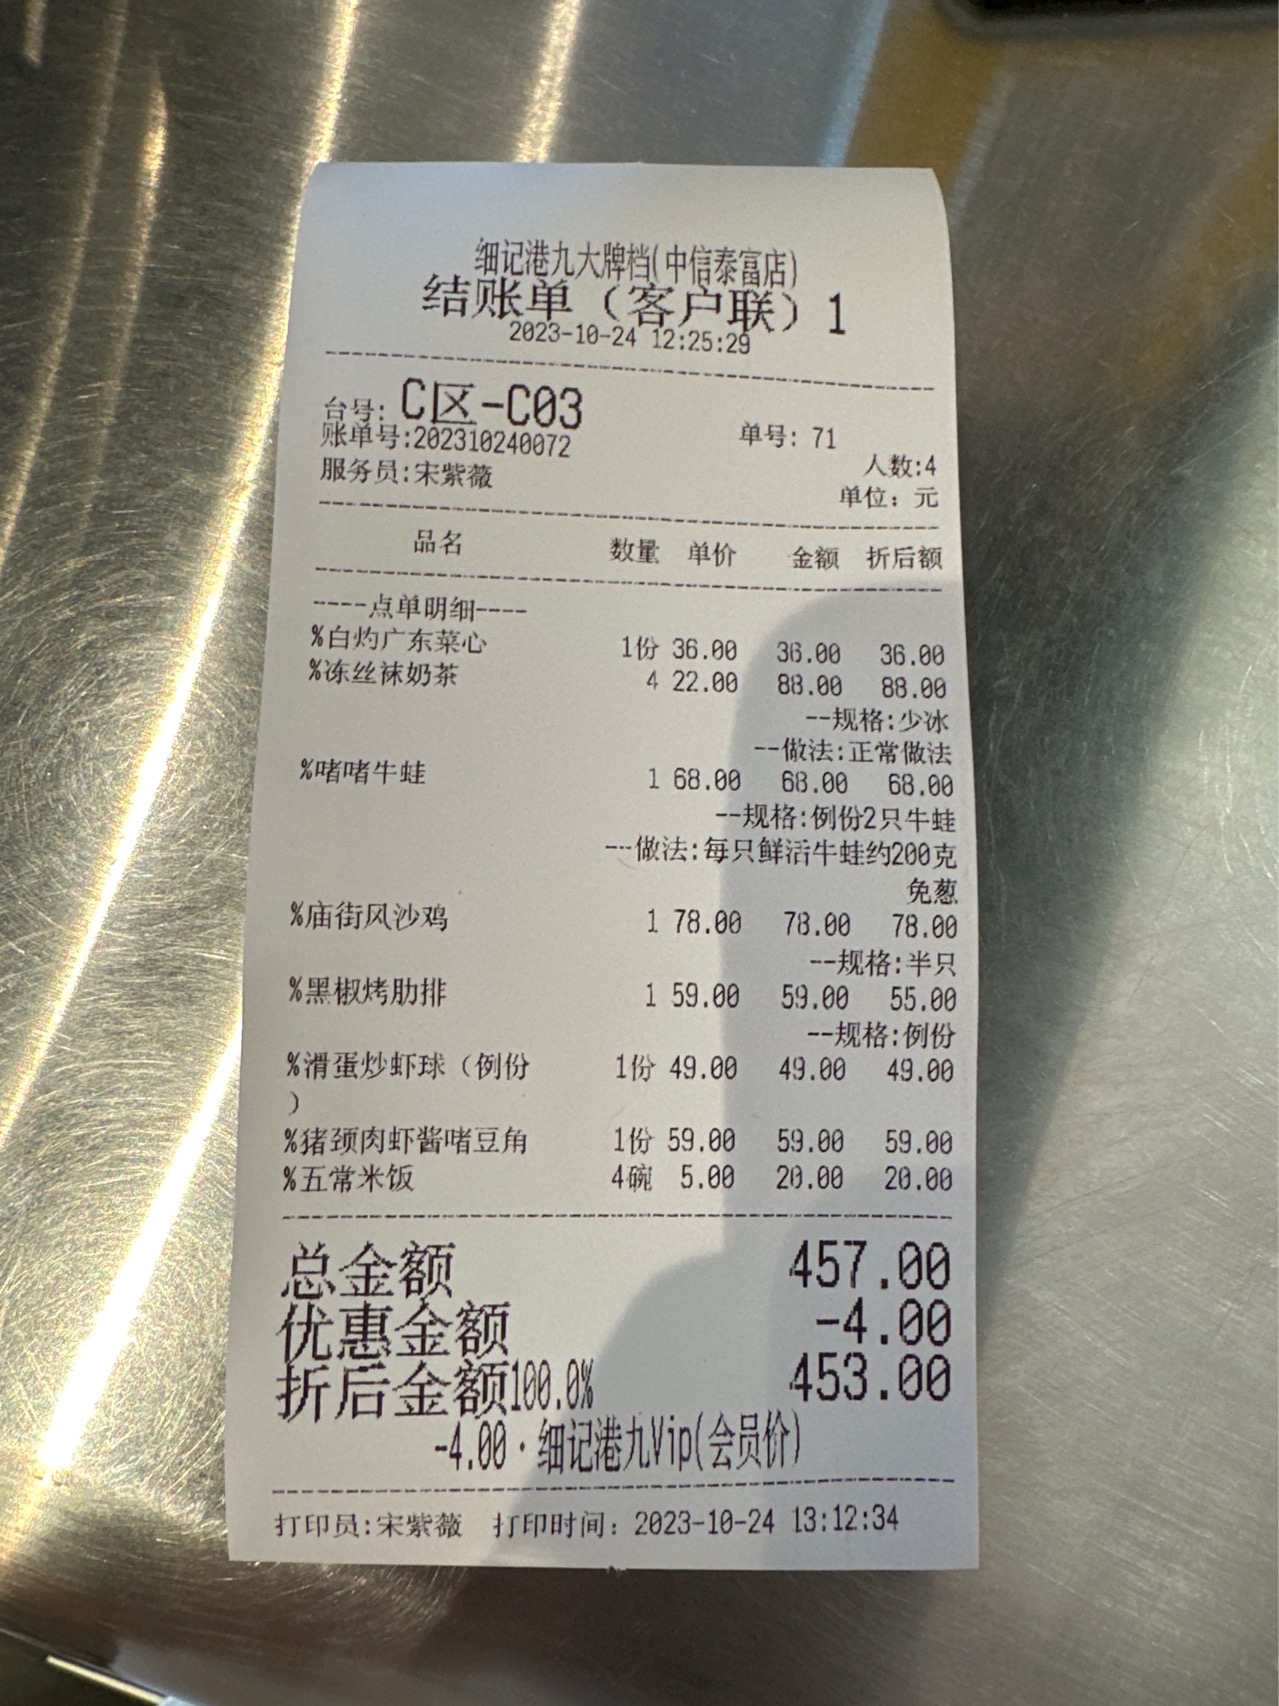 细记港九大牌档(中信泰富店)
结账单（客户联）1
2023-10-24 12:25:29
台号: C区-C03
账单号:202310240072 单号: 71
服务员:宋紫薇 人数:4
单位: 元
品名 数量 单价 金额 折后额
----点单明细----
%白灼广东菜心 1份 36.00 36.00 36.00
%冻丝袜奶茶 4 22.00 88.00 88.00
--规格:少冰
--做法:正常做法
%啫啫牛蛙 1 68.00 68.00 68.00
--规格:例份2只牛蛙
--做法:每只鲜活牛蛙约200克
免葱
%庙街风沙鸡 1 78.00 78.00 78.00
--规格:半只
%黑椒烤肋排 1 59.00 59.00 55.00
--规格:例份
%滑蛋炒虾球（例份 1份 49.00 49.00 49.00
）
%猪颈肉虾酱啫豆角 1份 59.00 59.00 59.00
%五常米饭 4碗 5.00 20.00 20.00
总金额 457.00
优惠金额 -4.00
折后金额100.0% 453.00
-4.00·细记港九Vip(会员价)
打印员:宋紫薇 打印时间: 2023-10-24 13:12:34